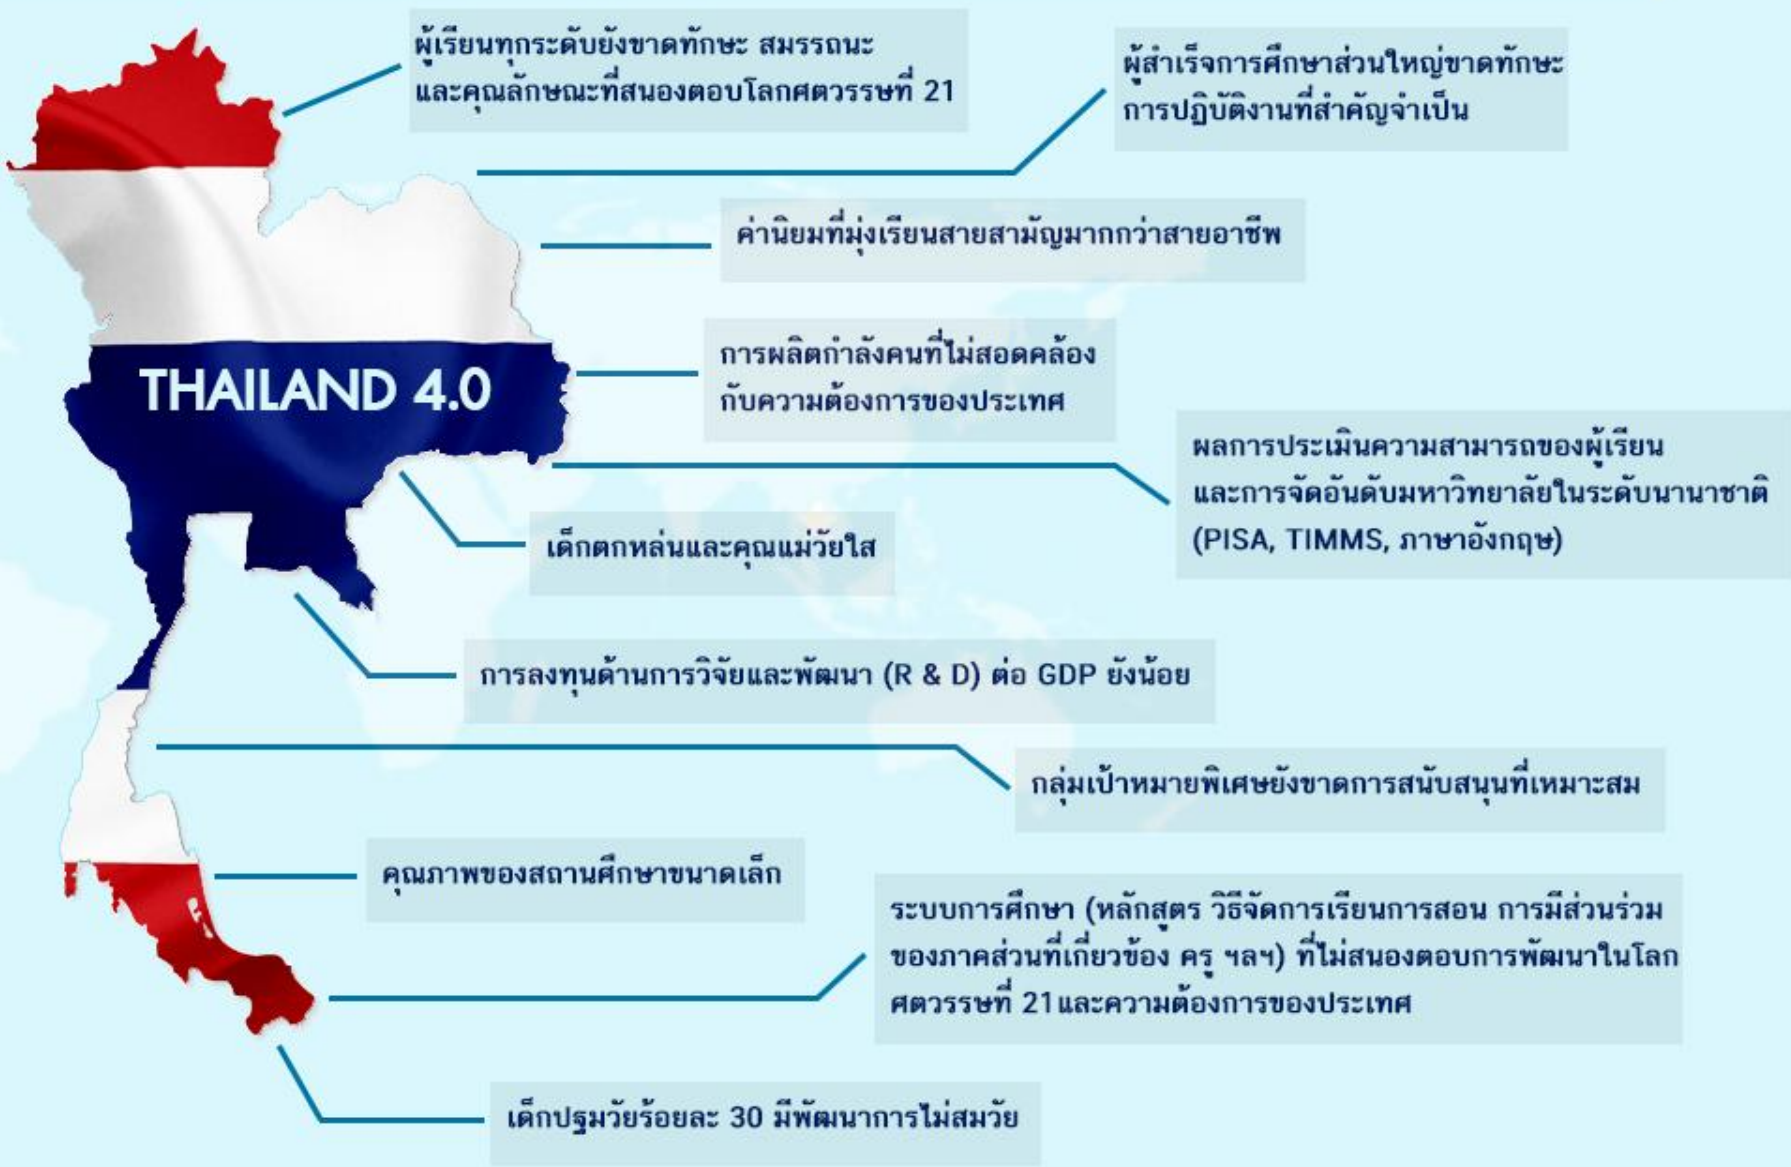 ผู้เรียนทุกระดับยังขาดทักษะ สมรรถนะ
และคุณลักษณะที่สนองตอบโลกศตวรรษที่ 21
ผู้สำเร็จการศึกษาส่วนใหญ่ขาดทักษะ
การปฏิบัติงานที่สำคัญจำเป็น
ค่านิยมที่มุ่งเรียนสายสามัญมากกว่าสายอาชีพ
การผลิตกำลังคนที่ไม่สอดคล้อง
กับความต้องการของประเทศ
THAILAND 4.0
ผลการประเมินความสามารถของผู้เรียน
และการจัดอันดับมหาวิทยาลัยในระดับนานาชาติ
(PISA, TIMMS, ภาษาอังกฤษ)
เด็กตกหล่นและคุณแม่วัยใส
การลงทุนด้านการวิจัยและพัฒนา (R & D) ต่อ GDP ยังน้อย
กลุ่มเป้าหมายพิเศษยังขาดการสนับสนุนที่เหมาะสม
คุณภาพของสถานศึกษาขนาดเล็ก
ระบบการศึกษา (หลักสูตร วิธีจัดการเรียนการสอน การมีส่วนร่วม
ของภาคส่วนที่เกี่ยวข้อง ครู ฯลฯ) ที่ไม่สนองตอบการพัฒนาในโลก
ศตวรรษที่ 21และความต้องการของประเทศ
เด็กปฐมวัยร้อยละ 30 มีพัฒนาการไม่สมวัย